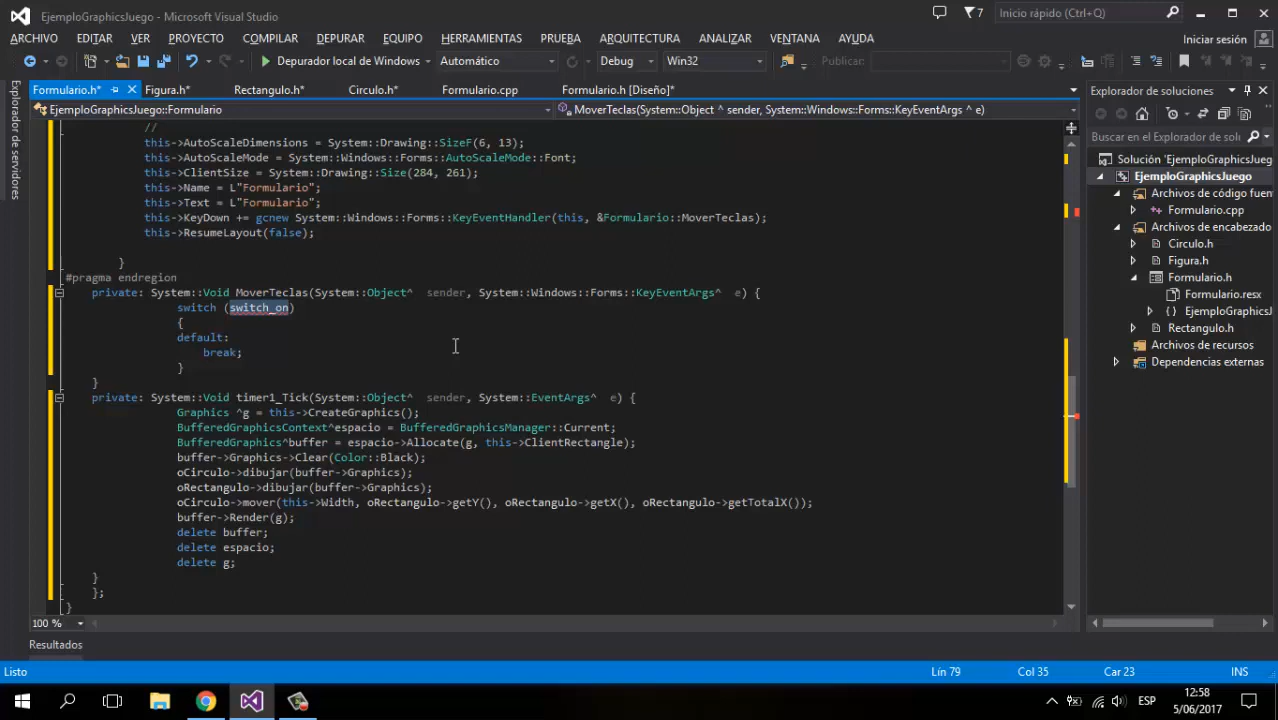 EjemploGraphicsJuego - Microsoft Visual Studio
7
Inicio rápido (Ctrl+Q)
ARCHIVO EDITAR VER PROYECTO COMPILAR DEPURAR EQUIPO HERRAMIENTAS PRUEBA ARQUITECTURA ANALIZAR VENTANA AYUDA
Iniciar sesión
Depurador local de Windows Automático Debug Win32 Publicar:
Explorador de servidores
Formulario.h* Figura.h* Rectangulo.h* Circulo.h* Formulario.cpp Formulario.h [Diseño]*
EjemploGraphicsJuego::Formulario MoverTeclas(System::Object ^ sender, System::Windows::Forms::KeyEventArgs ^ e)
//
this->AutoScaleDimensions = System::Drawing::SizeF(6, 13);
this->AutoScaleMode = System::Windows::Forms::AutoScaleMode::Font;
this->ClientSize = System::Drawing::Size(284, 261);
this->Name = L"Formulario";
this->Text = L"Formulario";
this->KeyDown += gcnew System::Windows::Forms::KeyEventHandler(this, &Formulario::MoverTeclas);
this->ResumeLayout(false);
}
#pragma endregion
private: System::Void MoverTeclas(System::Object^ sender, System::Windows::Forms::KeyEventArgs^ e) {
switch (switch_on)
{
default:
break;
}
}
private: System::Void timer1_Tick(System::Object^ sender, System::EventArgs^ e) {
Graphics ^g = this->CreateGraphics();
BufferedGraphicsContext^espacio = BufferedGraphicsManager::Current;
BufferedGraphics^buffer = espacio->Allocate(g, this->ClientRectangle);
buffer->Graphics->Clear(Color::Black);
oCirculo->dibujar(buffer->Graphics);
oRectangulo->dibujar(buffer->Graphics);
oCirculo->mover(this->Width, oRectangulo->getY(), oRectangulo->getX(), oRectangulo->getTotalX());
buffer->Render(g);
delete buffer;
delete espacio;
delete g;
}
};
}
100 %
Explorador de soluciones
Buscar en el Explorador de solu
Solución 'EjemploGraphicsJueg
EjemploGraphicsJuego
Archivos de código fuen
Formulario.cpp
Archivos de encabezado
Circulo.h
Figura.h
Formulario.h
Formulario.resx
EjemploGraphicsJ
Rectangulo.h
Archivos de recursos
Dependencias externas
Resultados
Listo Lín 79 Col 35 Car 23 INS
ESP
12:58
5/06/2017